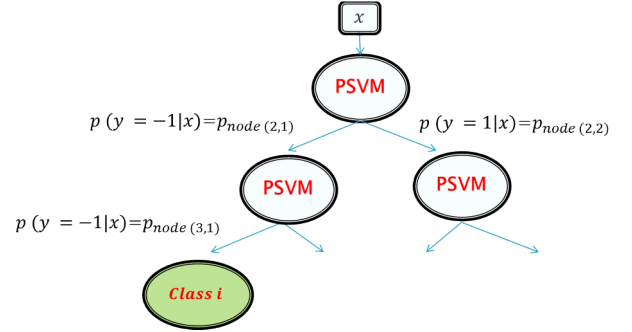 x
PSVM
p (y = −1|x)=p_node (2,1)
p (y = 1|x)=p_node (2,2)
PSVM
PSVM
p (y = −1|x)=p_node (3,1)
Class i